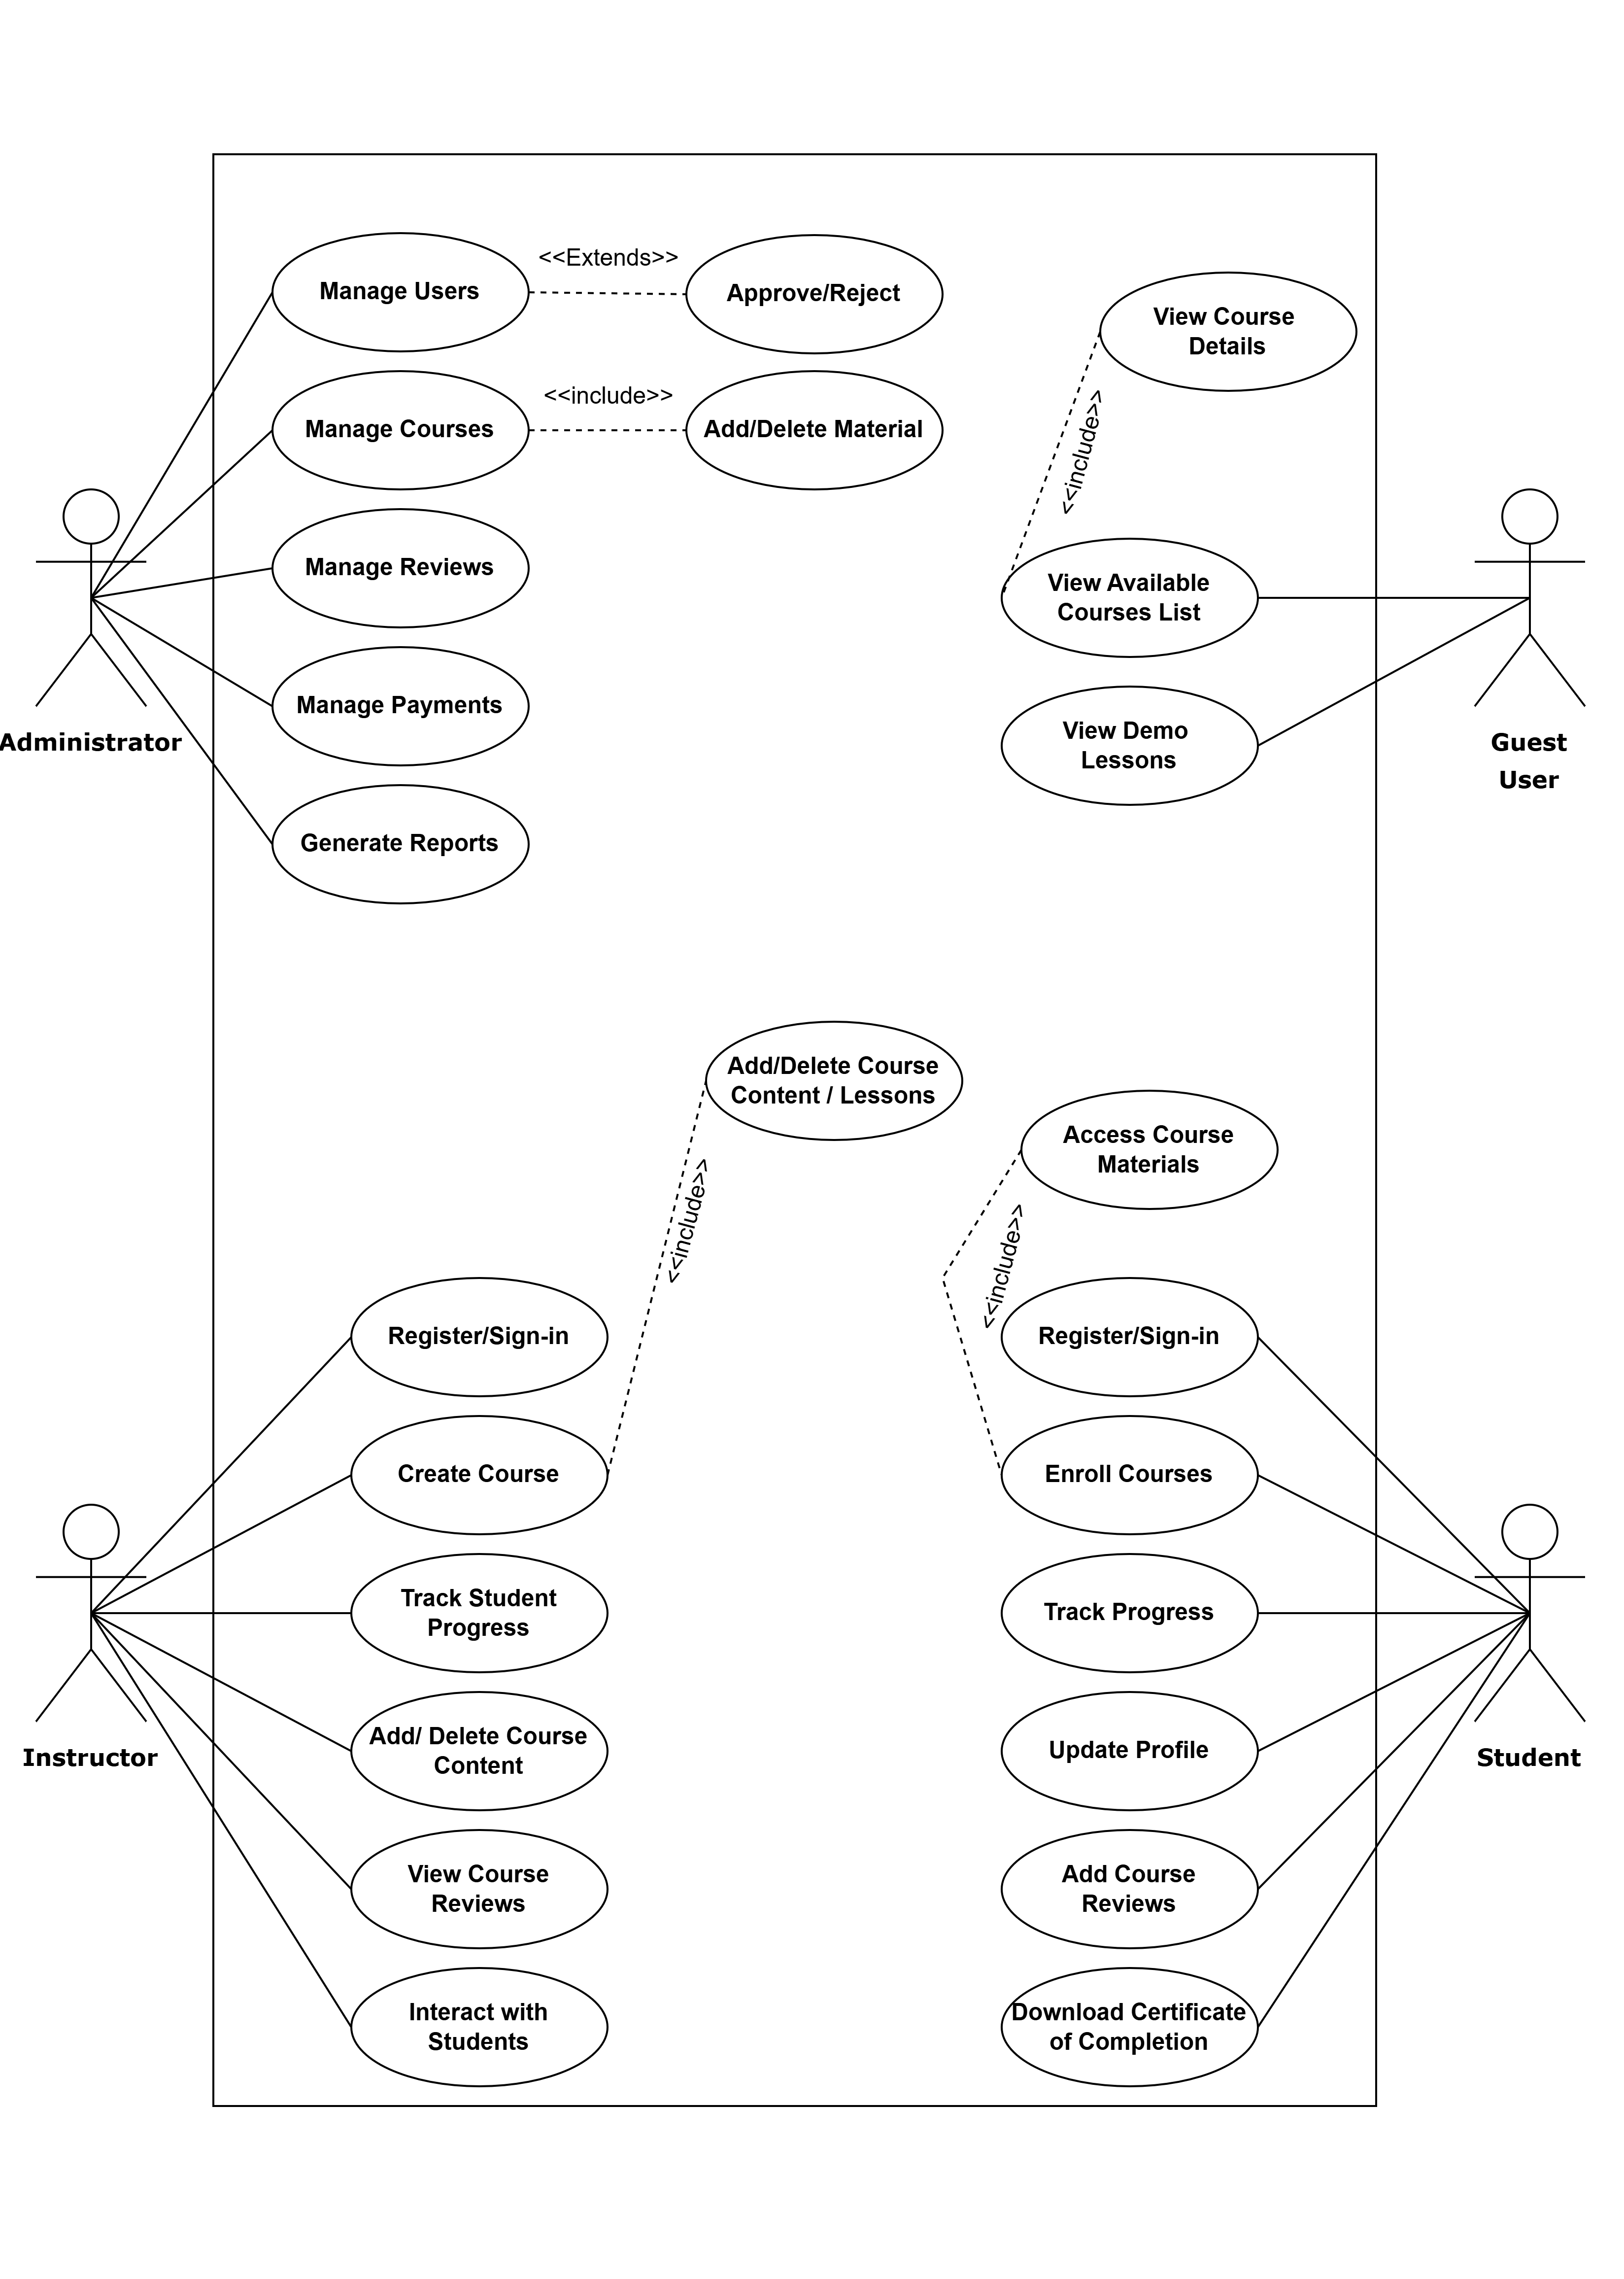 <<Extends>>
Manage Users
Approve/Reject
View Course
Details
<<include>>
Manage Courses
Add/Delete Material
<<include>>
Manage Reviews
View Available
Courses List
Manage Payments
View Demo
Lessons
Administrator
Guest
User
Generate Reports
Add/Delete Course
Content / Lessons
Access Course
Materials
<<include>>
<<include>>
Register/Sign-in
Register/Sign-in
Create Course
Enroll Courses
Track Student
Progress
Track Progress
Add/ Delete Course
Content
Update Profile
Instructor
Student
View Course
Reviews
Add Course
Reviews
Interact with
Students
Download Certificate
of Completion